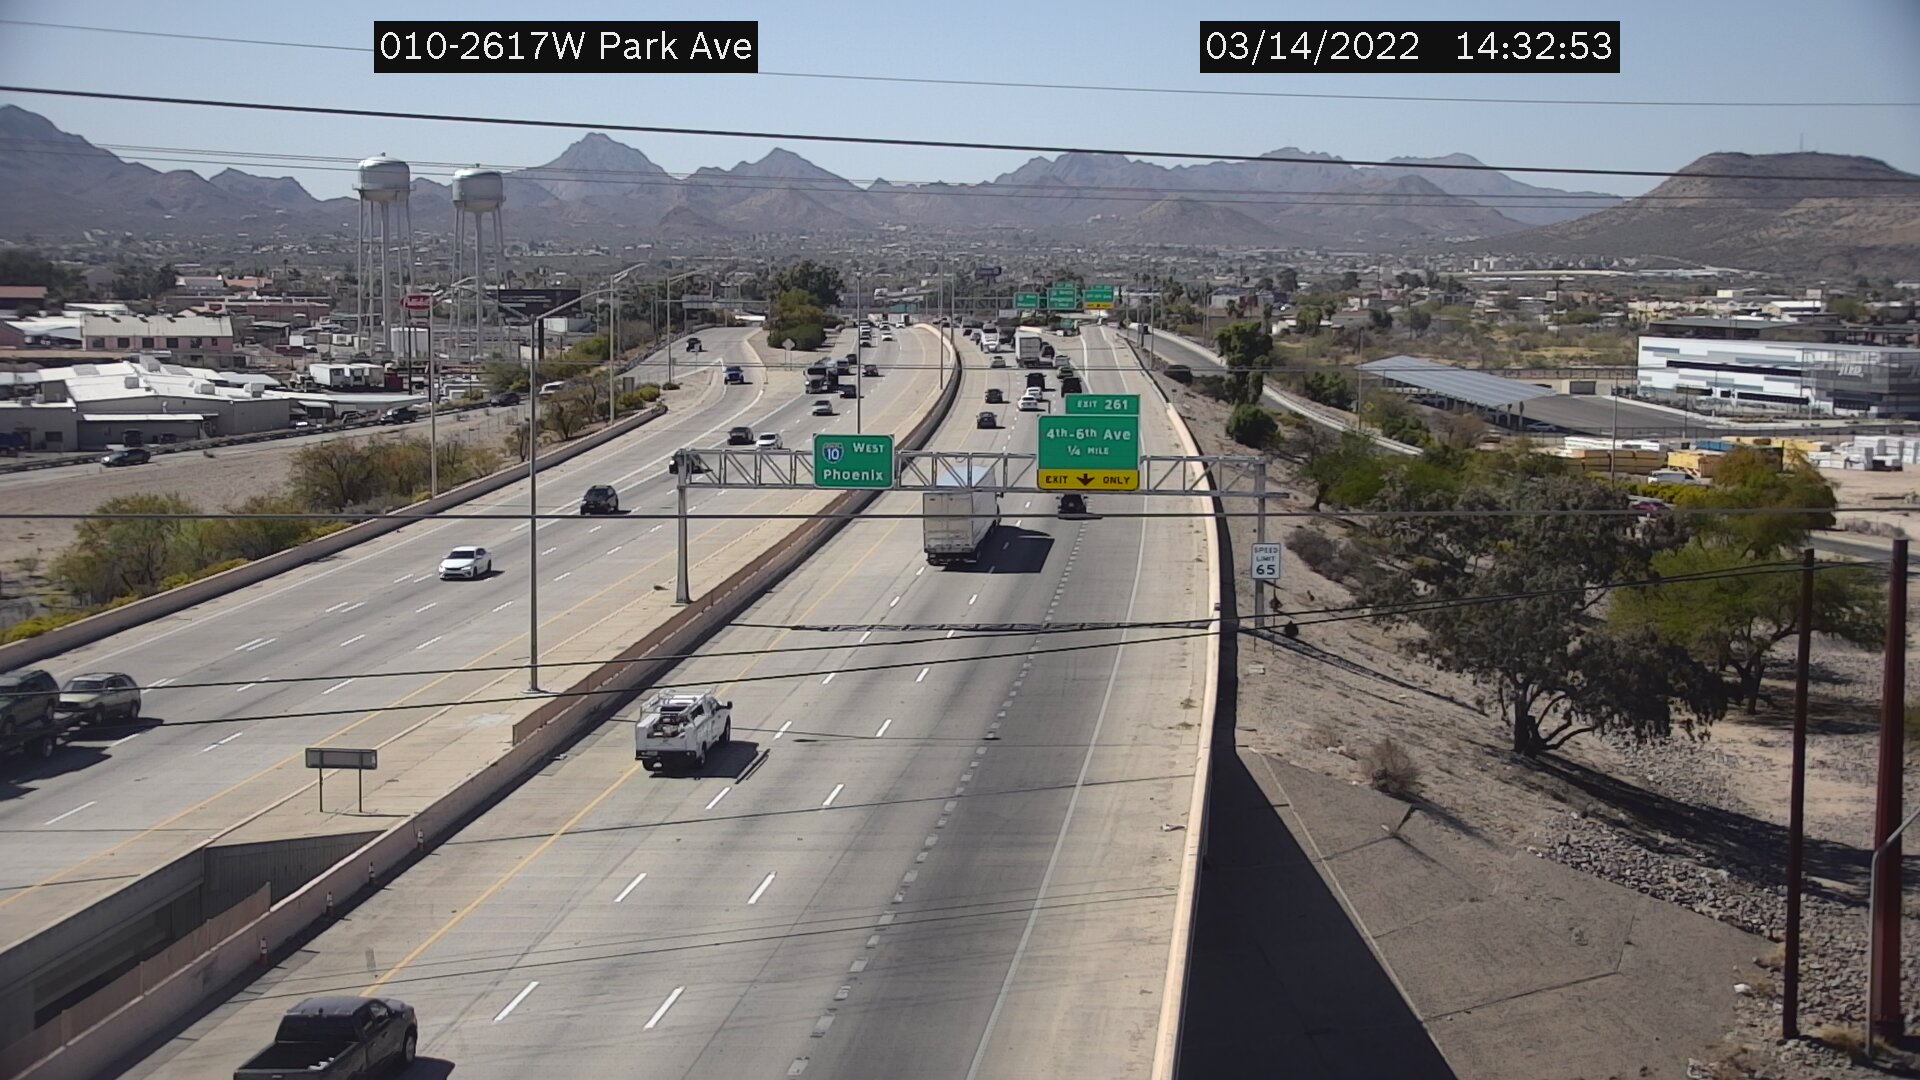 010-2617W Park Ave
03/14/2022 14:32:53
EXIT 261
4th-6th Ave
1/4 MILE
EXIT ONLY
10 WEST
Phoenix
SPEED
LIMIT
65